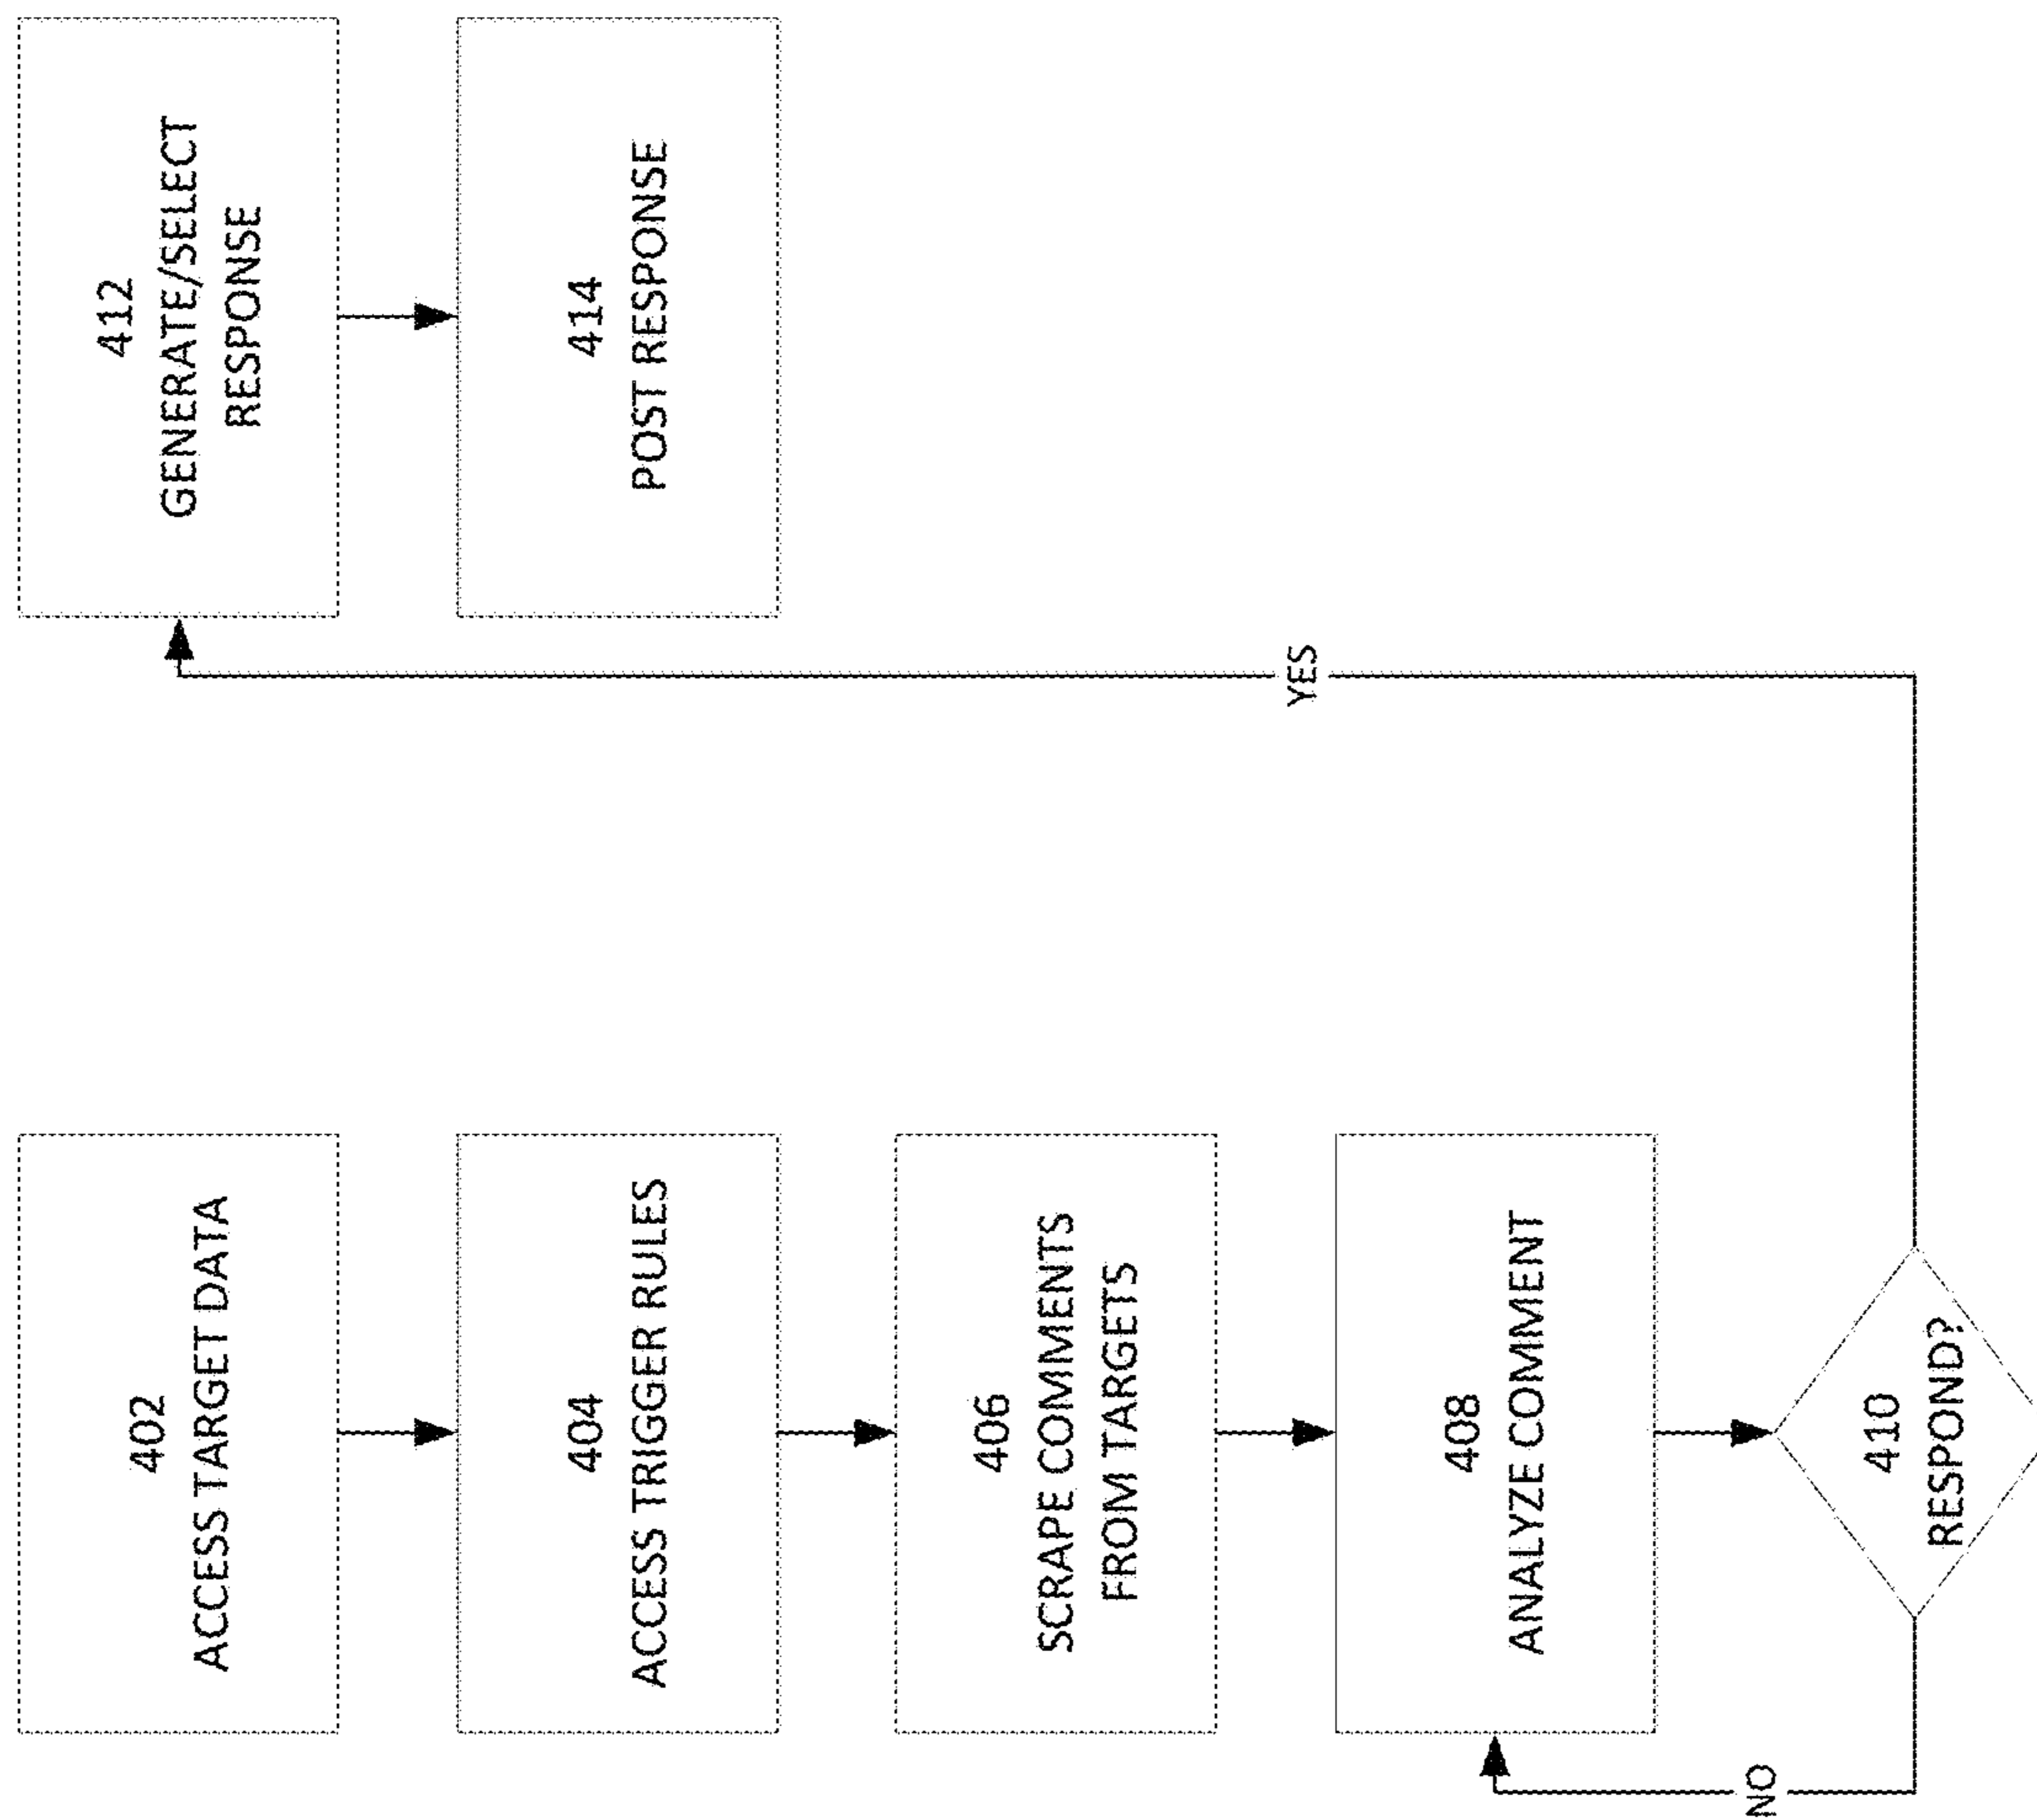 402
ACCESS TARGET DATA
404
ACCESS TRIGGER RULES
406
SCRAPE COMMENTS
FROM TARGETS
408
ANALYZE COMMENT
410
RESPOND?
NO
YES
412
GENERATE/SELECT
RESPONSE
414
POST RESPONSE